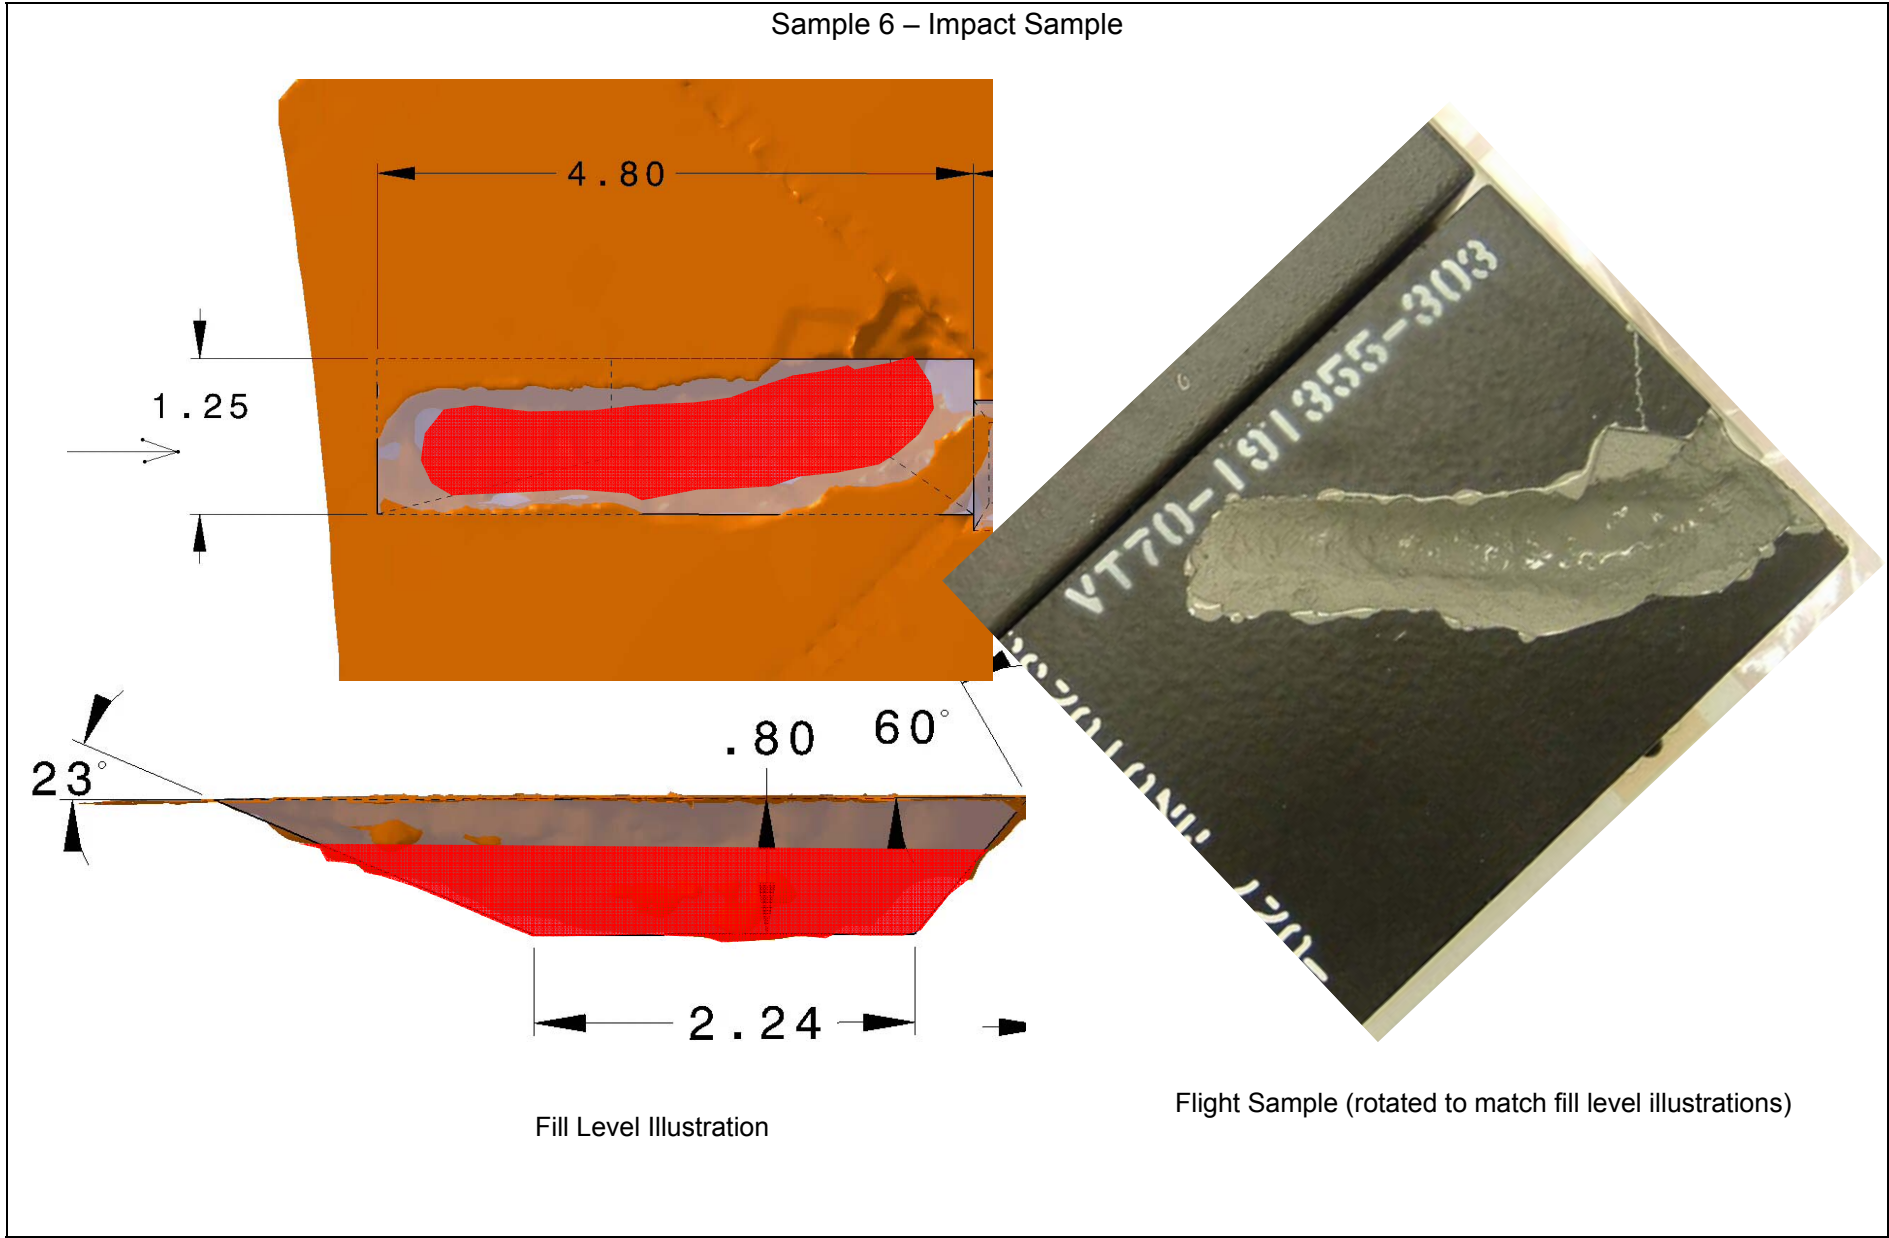 Sample 6 – Impact Sample
4.80
1.25
VT70-191355-303
.80
60°
23°
2.24
Flight Sample (rotated to match fill level illustrations)
Fill Level Illustration